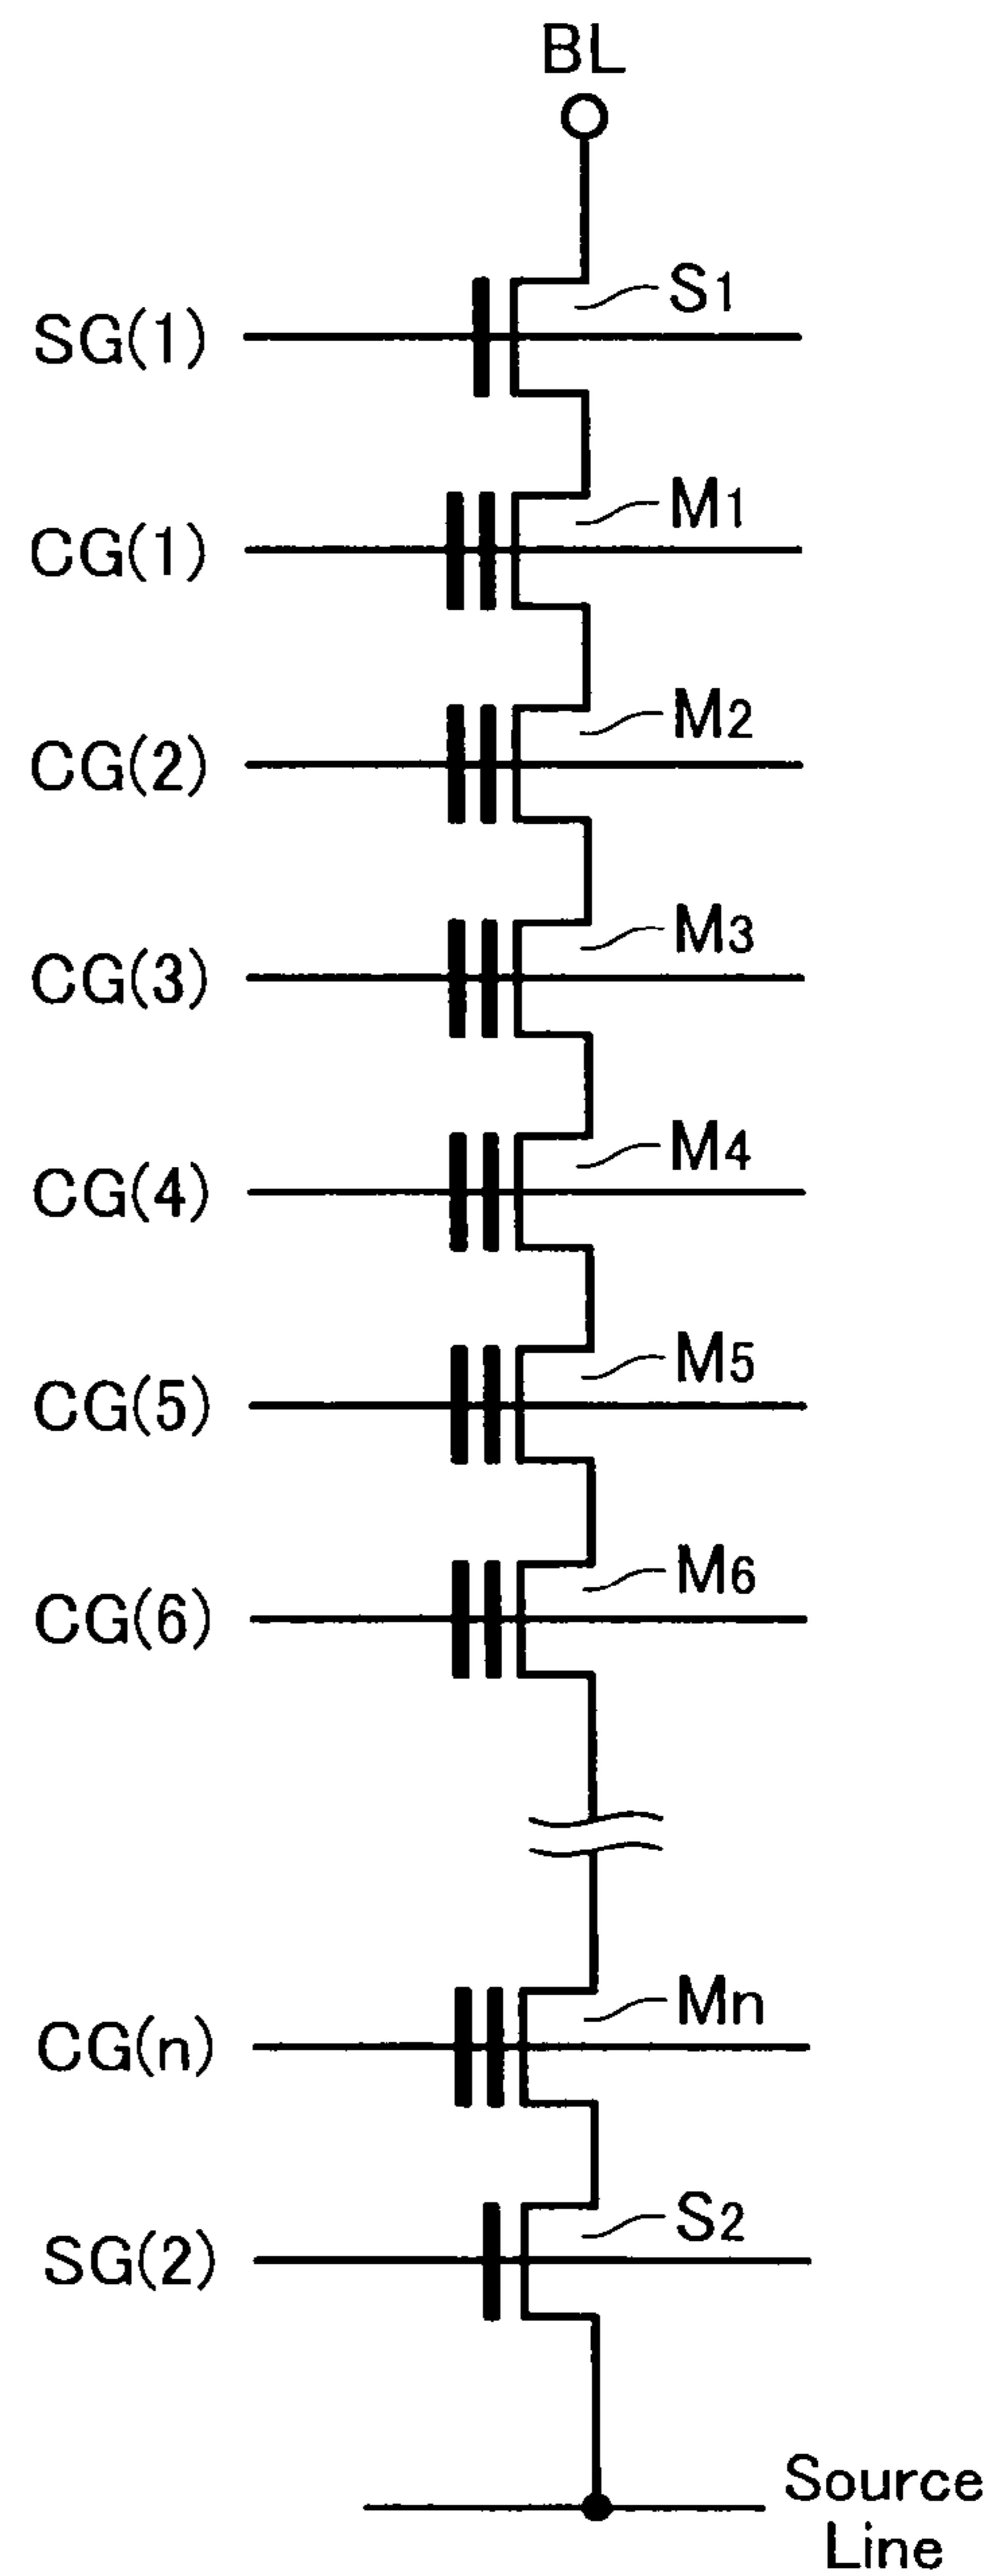 BL
SG(1)
S1
CG(1)
M1
CG(2)
M2
CG(3)
M3
CG(4)
M4
CG(5)
M5
CG(6)
M6
CG(n)
Mn
SG(2)
S2
Source
Line